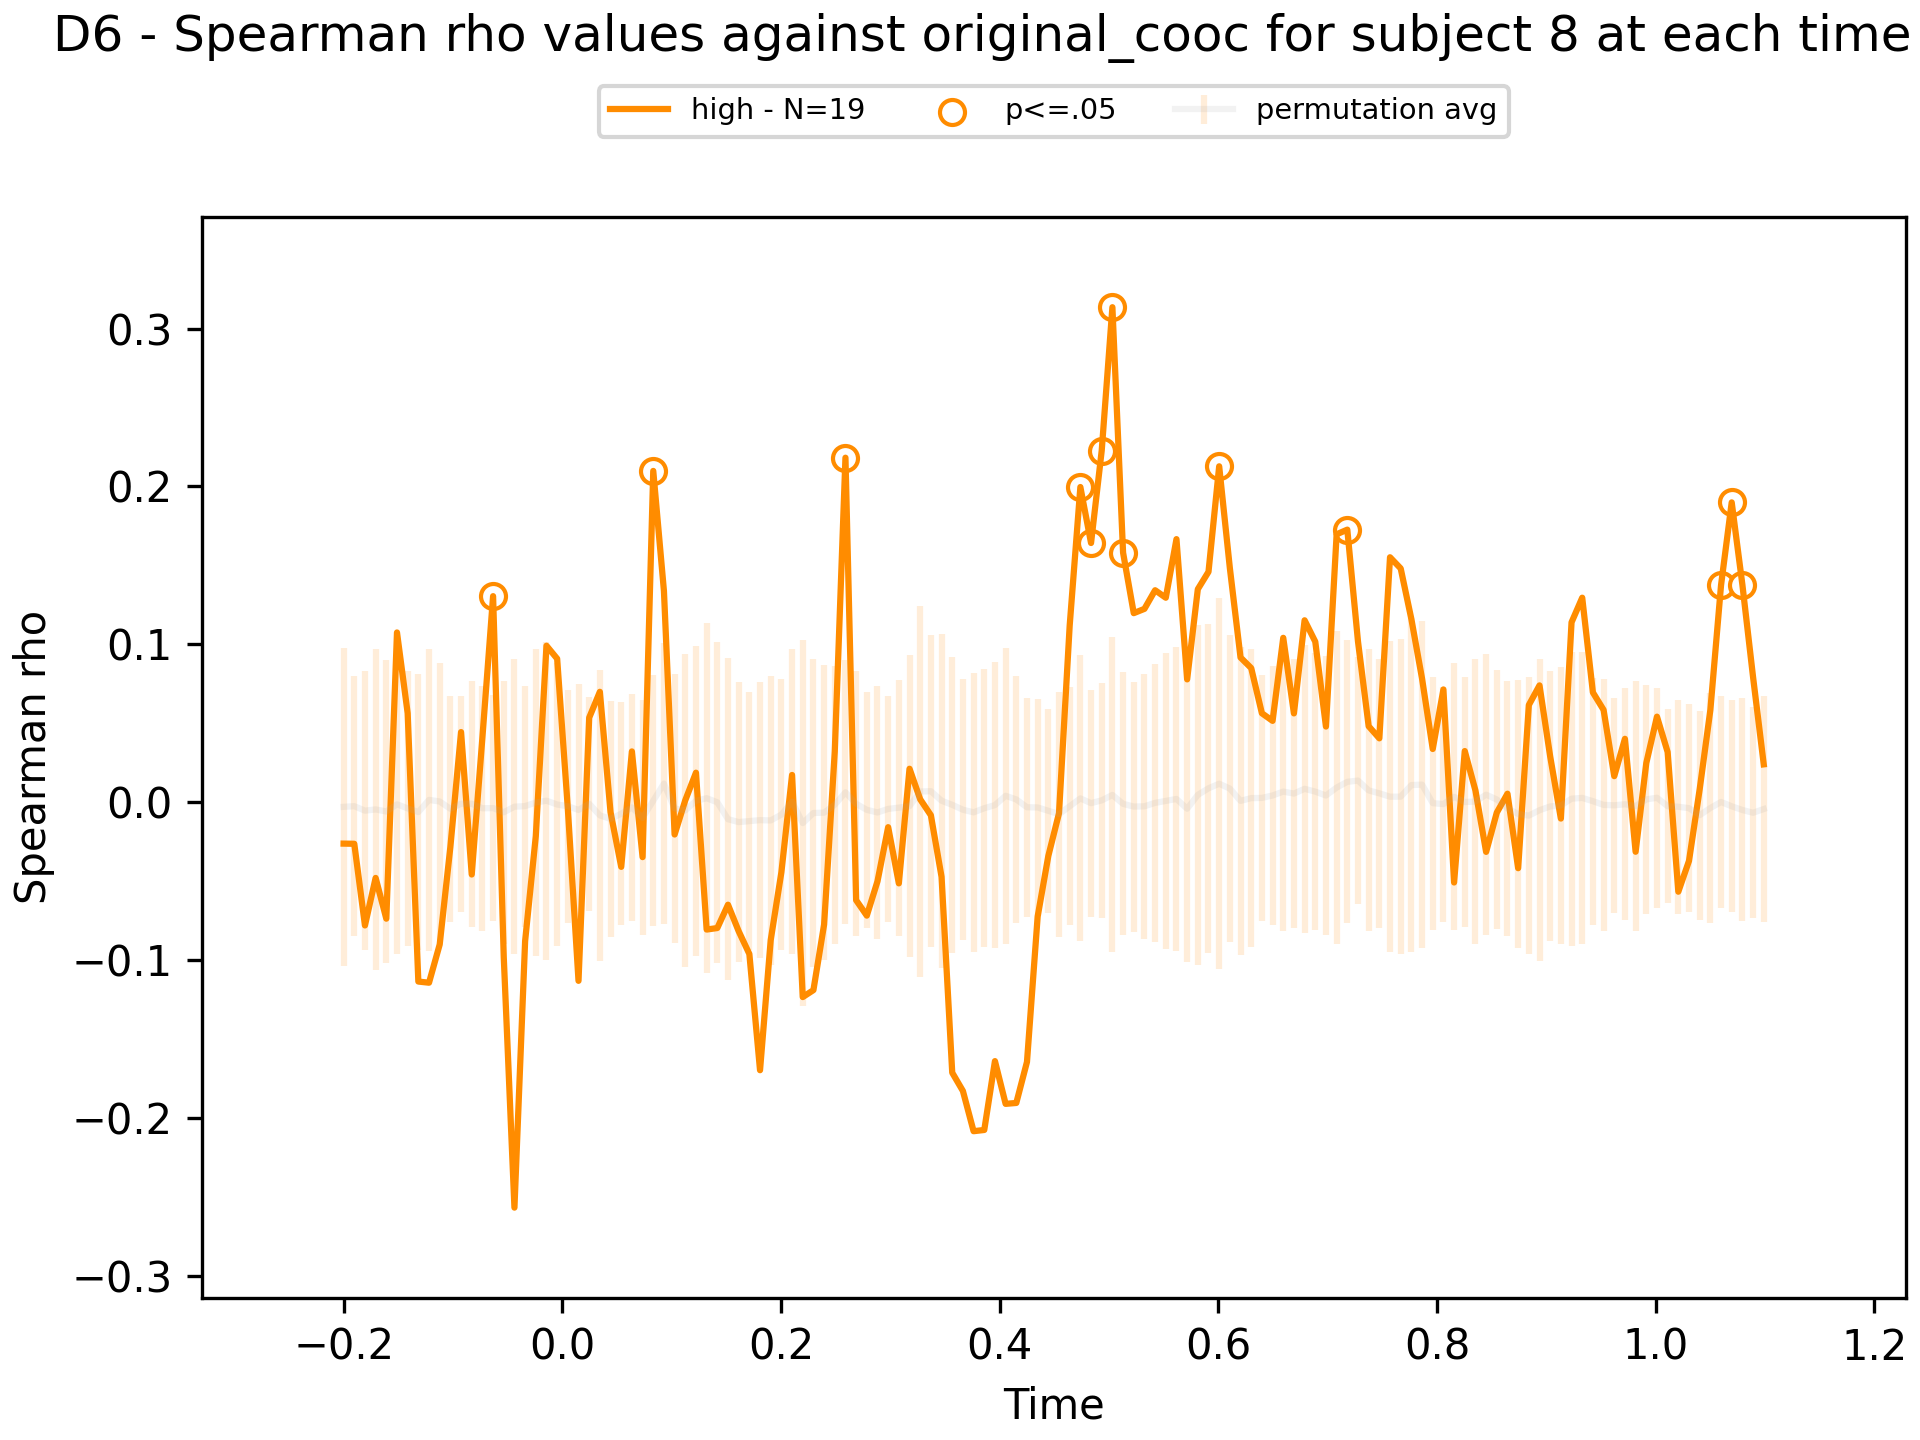 D6 - Spearman rho values against original_cooc for subject 8 at each time
high - N=19 p<=.05 permutation avg
Spearman rho
0.3
0.2
0.1
0.0
−0.1
−0.2
−0.3
−0.2 0.0 0.2 0.4 0.6 0.8 1.0 1.2
Time